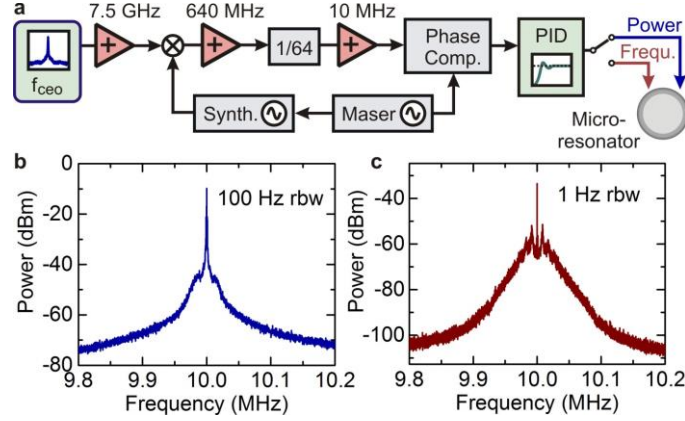 a
7.5 GHz
640 MHz
10 MHz
f_ceo
1/64
Phase
Comp.
PID
Power
Frequ.
Synth.
Maser
Micro-
resonator
b
100 Hz rbw
Power (dBm)
0
-20
-40
-60
-80
9.8 9.9 10.0 10.1 10.2
Frequency (MHz)
c
1 Hz rbw
Power (dBm)
-40
-60
-80
-100
9.8 9.9 10.0 10.1 10.2
Frequency (MHz)